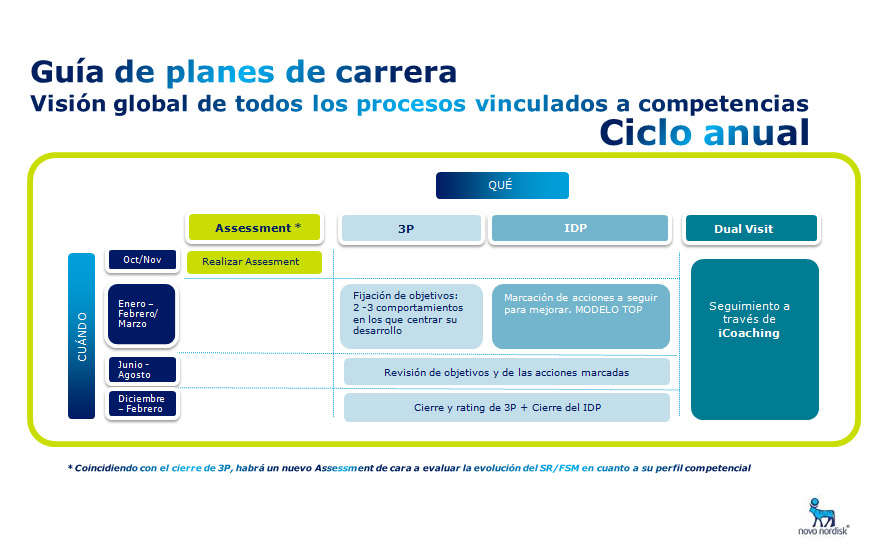 Guía de planes de carrera
Visión global de todos los procesos vinculados a competencias
Ciclo anual
QUÉ
Assessment *
3P
IDP
Dual Visit
CUÁNDO
Oct/Nov
Realizar Assesment
Enero –
Febrero/
Marzo
Fijación de objetivos:
2 -3 comportamientos
en los que centrar su
desarrollo
Marcación de acciones a seguir
para mejorar. MODELO TOP
Seguimiento a
través de
iCoaching
Junio -
Agosto
Revisión de objetivos y de las acciones marcadas
Diciembre
– Febrero
Cierre y rating de 3P + Cierre del IDP
* Coincidiendo con el cierre de 3P, habrá un nuevo Assessment de cara a evaluar la evolución del SR/FSM en cuanto a su perfil competencial
novo nordisk®